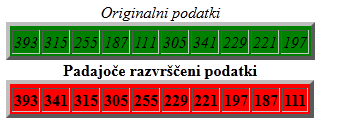 Originalni podatki
393 315 255 187 111 305 341 229 221 197
Padajoče razvrščeni podatki
393 341 315 305 255 229 221 197 187 111